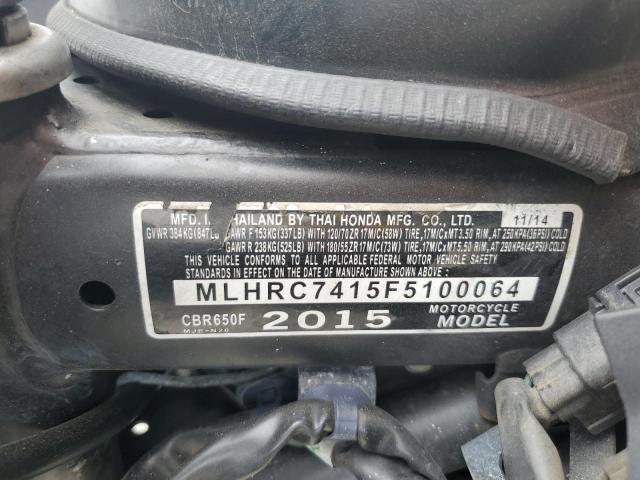 MFD. I THAILAND BY THAI HONDA MFG. CO., LTD. 11/14
GVWR 384KG(847LB GAWR F 153KG(337LB) WITH 120/70ZR17M/C(58W) TIRE, 17M/CxMT3.50 RIM, AT 250KPA(36PSI) COLD
GAWR R 238KG(525LB) WITH 180/55ZR17M/C(73W) TIRE, 17M/CxMT5.50 RIM, AT 290KPA(42PSI) COLD
THIS VEHICLE CONFORMS TO ALL APPLICABLE FEDERAL MOTOR VEHICLE SAFETY
STANDARDS IN EFFECT ON THE DATE OF MANUFACTURE SHOWN ABOVE.
MLHRC7415F5100064
CBR650F 2015 MOTORCYCLE MODEL
MJE-N20